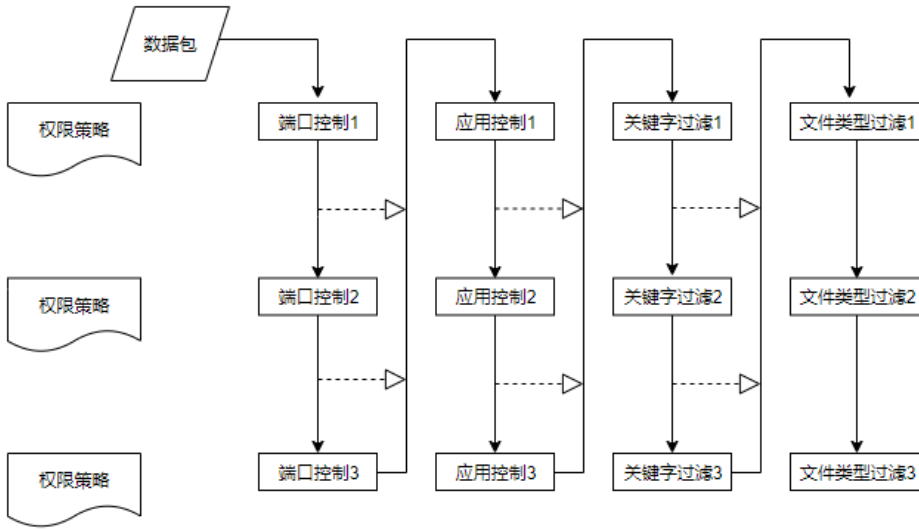 数据包
权限策略
端口控制1
应用控制1
关键字过滤1
文件类型过滤1
权限策略
端口控制2
应用控制2
关键字过滤2
文件类型过滤2
权限策略
端口控制3
应用控制3
关键字过滤3
文件类型过滤3